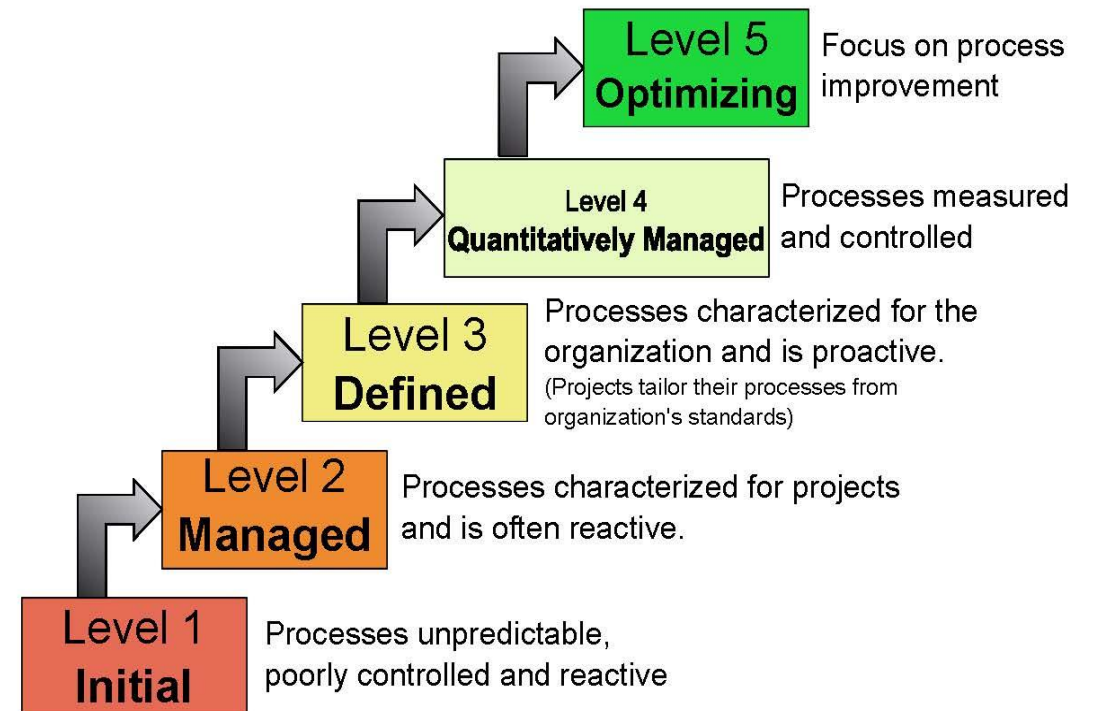 Level 5
Optimizing
Focus on process
improvement
Level 4
Quantitatively Managed
Processes measured
and controlled
Level 3
Defined
Processes characterized for the
organization and is proactive.
(Projects tailor their processes from
organization's standards)
Level 2
Managed
Processes characterized for projects
and is often reactive.
Level 1
Initial
Processes unpredictable,
poorly controlled and reactive